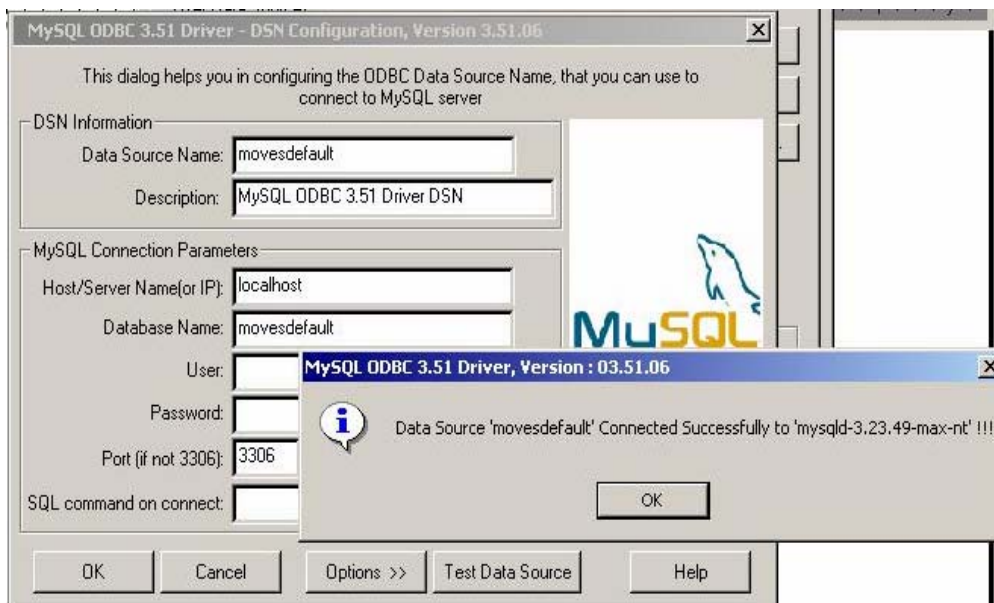 MySQL ODBC 3.51 Driver - DSN Configuration, Version 3.51.06
This dialog helps you in configuring the ODBC Data Source Name, that you can use to
connect to MySQL server
DSN Information
Data Source Name: movesdefault
Description: MySQL ODBC 3.51 Driver DSN
MySQL Connection Parameters
Host/Server Name(or IP): localhost
Database Name: movesdefault
User:
Password:
Port (if not 3306): 3306
SQL command on connect:
MySQL
MySQL ODBC 3.51 Driver, Version : 03.51.06
Data Source 'movesdefault' Connected Successfully to 'mysqld-3.23.49-max-nt' !!!
OK
OK Cancel Options >> Test Data Source Help